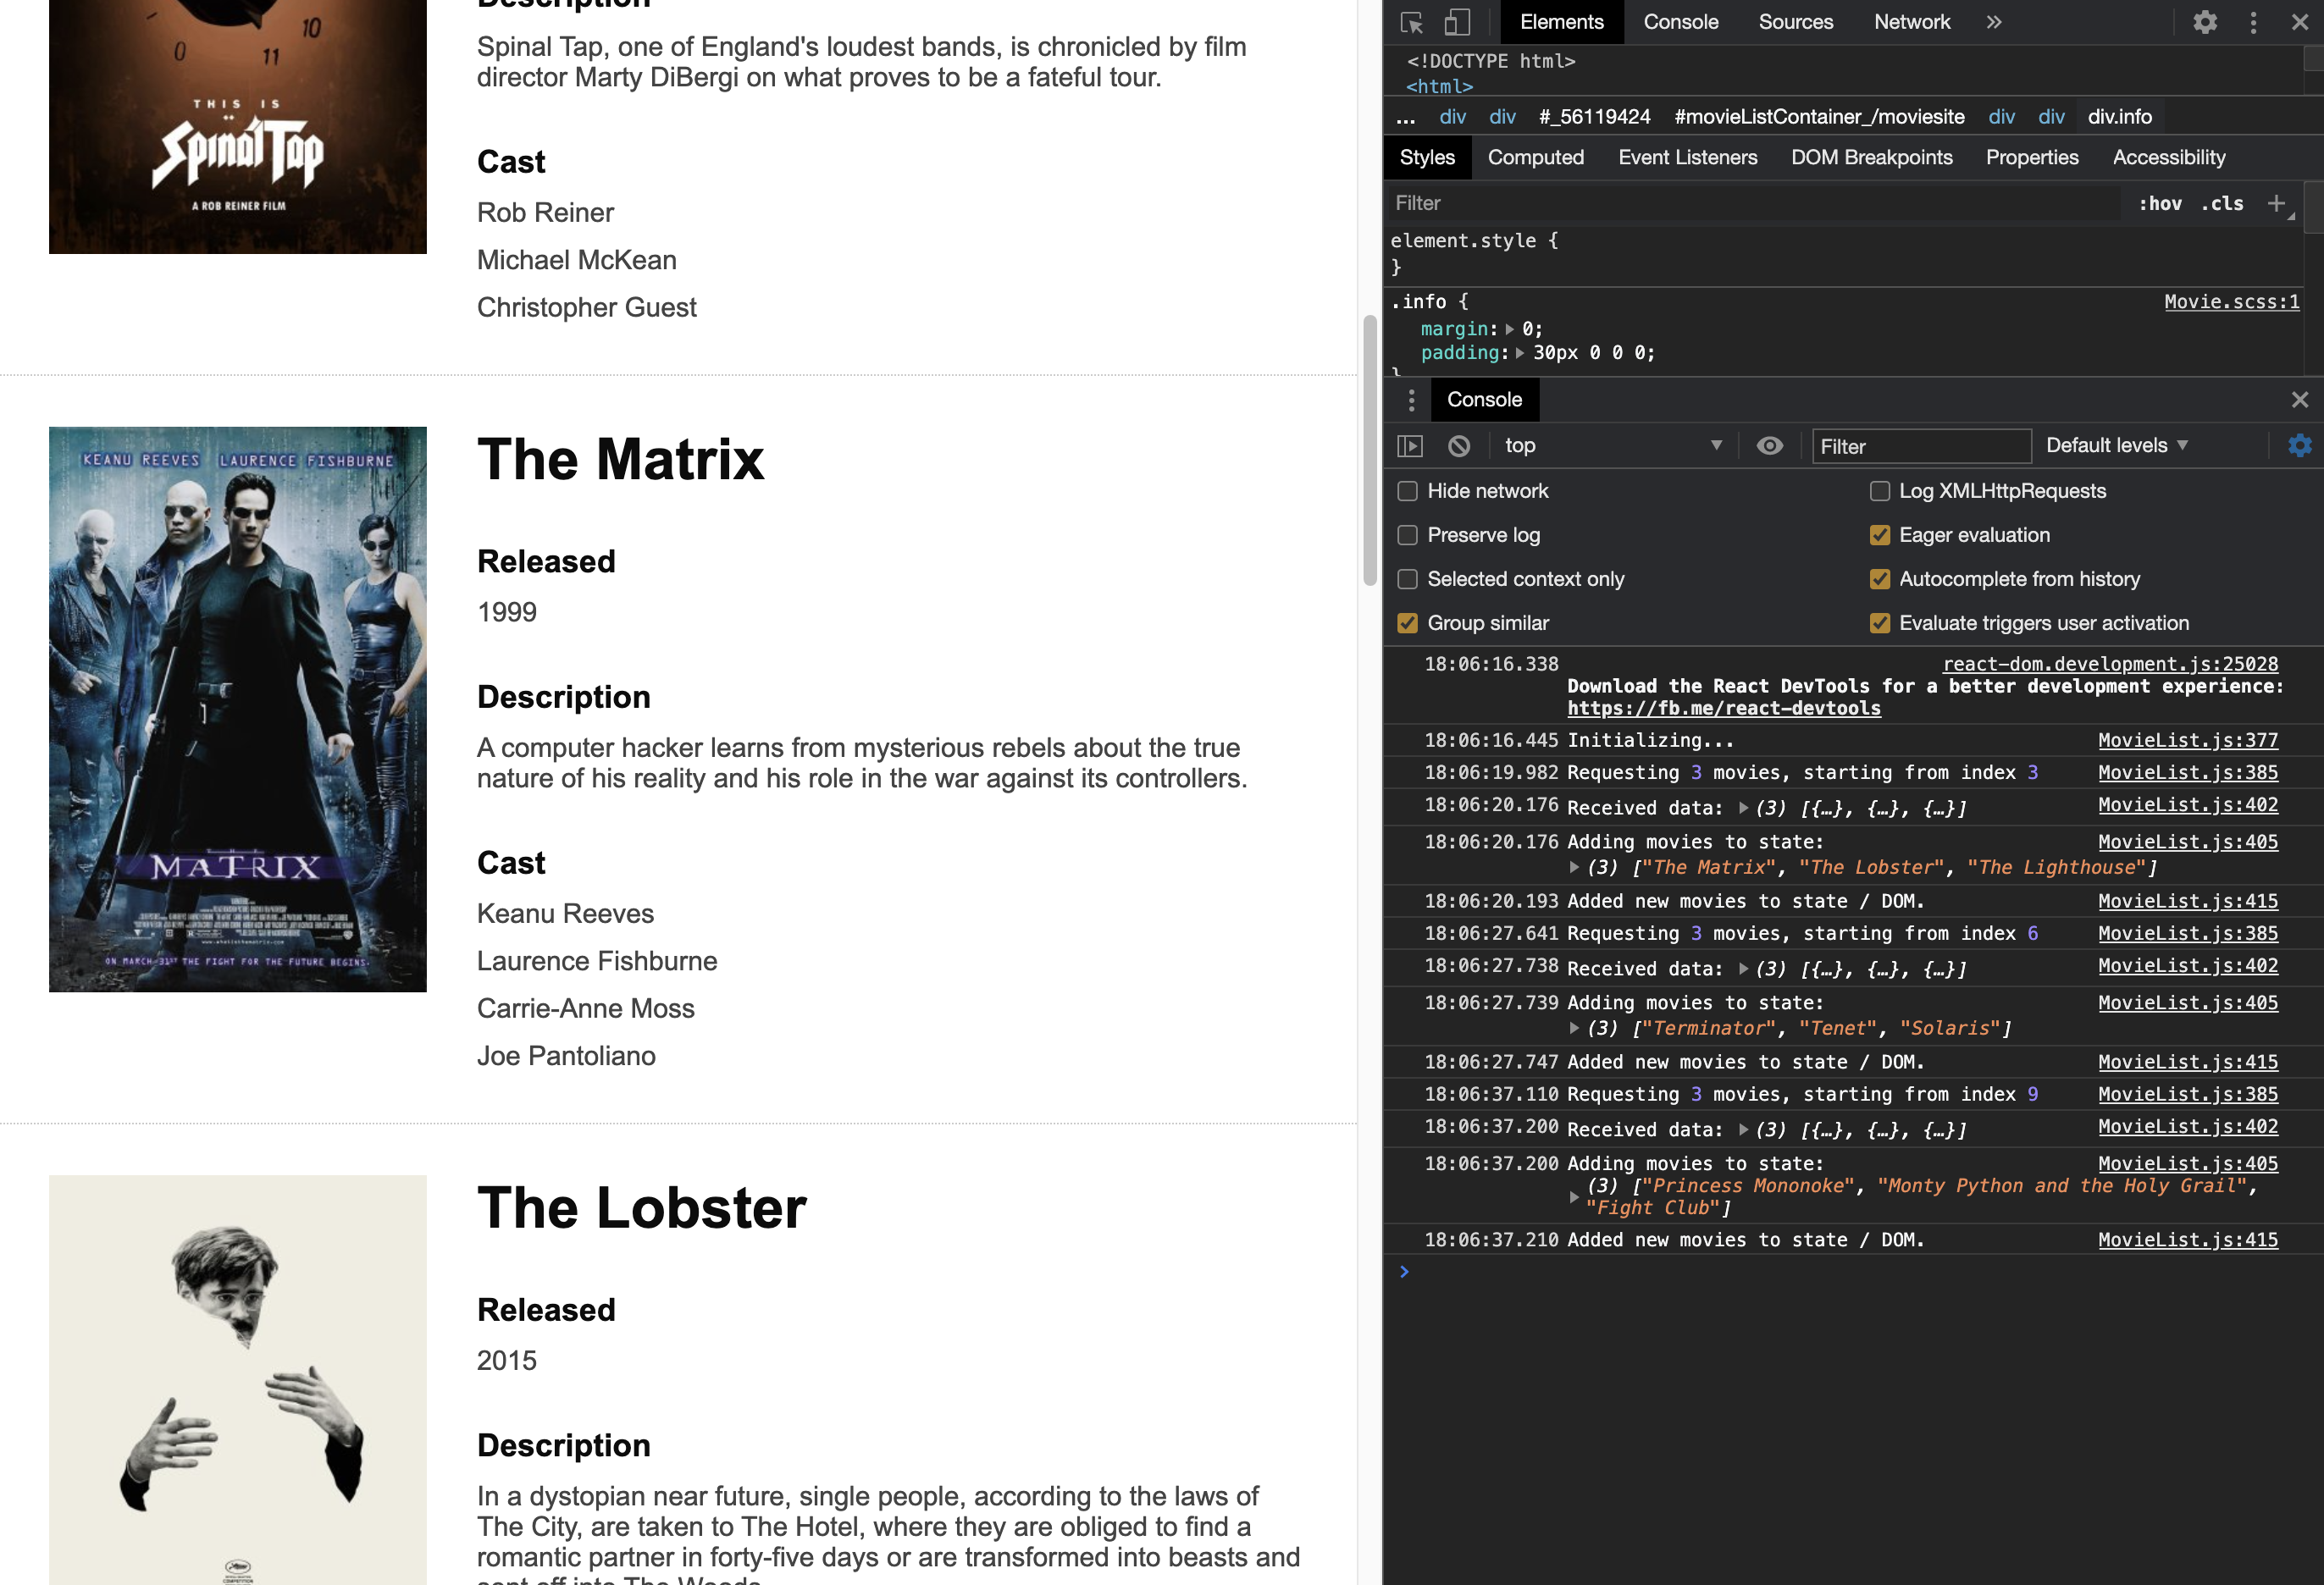 Description
Spinal Tap, one of England's loudest bands, is chronicled by film
director Marty DiBergi on what proves to be a fateful tour.
Cast
Rob Reiner
Michael McKean
Christopher Guest
0
10
11
THIS IS
Spın̈al Tap
A ROB REINER FILM
KEANU REEVES LAURENCE FISHBURNE
THE
MATRIX
ON MARCH 31ST THE FIGHT FOR THE FUTURE BEGINS.
The Matrix
Released
1999
Description
A computer hacker learns from mysterious rebels about the true
nature of his reality and his role in the war against its controllers.
Cast
Keanu Reeves
Laurence Fishburne
Carrie-Anne Moss
Joe Pantoliano
The Lobster
Released
2015
Description
In a dystopian near future, single people, according to the laws of
The City, are taken to The Hotel, where they are obliged to find a
romantic partner in forty-five days or are transformed into beasts and
sent off into The Woods.
Elements Console Sources Network »
<!DOCTYPE html>
<html>
... div div #_56119424 #movieListContainer_/moviesite div div div.info
Styles Computed Event Listeners DOM Breakpoints Properties Accessibility
Filter :hov .cls +
element.style {
}
.info { Movie.scss:1
margin: 0;
padding: 30px 0 0 0;
}
Console
top Filter Default levels
Hide network Log XMLHttpRequests
Preserve log Eager evaluation
Selected context only Autocomplete from history
Group similar Evaluate triggers user activation
18:06:16.338 react-dom.development.js:25028
Download the React DevTools for a better development experience:
https://fb.me/react-devtools
18:06:16.445 Initializing... MovieList.js:377
18:06:19.982 Requesting 3 movies, starting from index 3 MovieList.js:385
18:06:20.176 Received data: (3) [{…}, {…}, {…}] MovieList.js:402
18:06:20.176 Adding movies to state: MovieList.js:405
(3) ["The Matrix", "The Lobster", "The Lighthouse"]
18:06:20.193 Added new movies to state / DOM. MovieList.js:415
18:06:27.641 Requesting 3 movies, starting from index 6 MovieList.js:385
18:06:27.738 Received data: (3) [{…}, {…}, {…}] MovieList.js:402
18:06:27.739 Adding movies to state: MovieList.js:405
(3) ["Terminator", "Tenet", "Solaris"]
18:06:27.747 Added new movies to state / DOM. MovieList.js:415
18:06:37.110 Requesting 3 movies, starting from index 9 MovieList.js:385
18:06:37.200 Received data: (3) [{…}, {…}, {…}] MovieList.js:402
18:06:37.200 Adding movies to state: MovieList.js:405
(3) ["Princess Mononoke", "Monty Python and the Holy Grail",
"Fight Club"]
18:06:37.210 Added new movies to state / DOM. MovieList.js:415